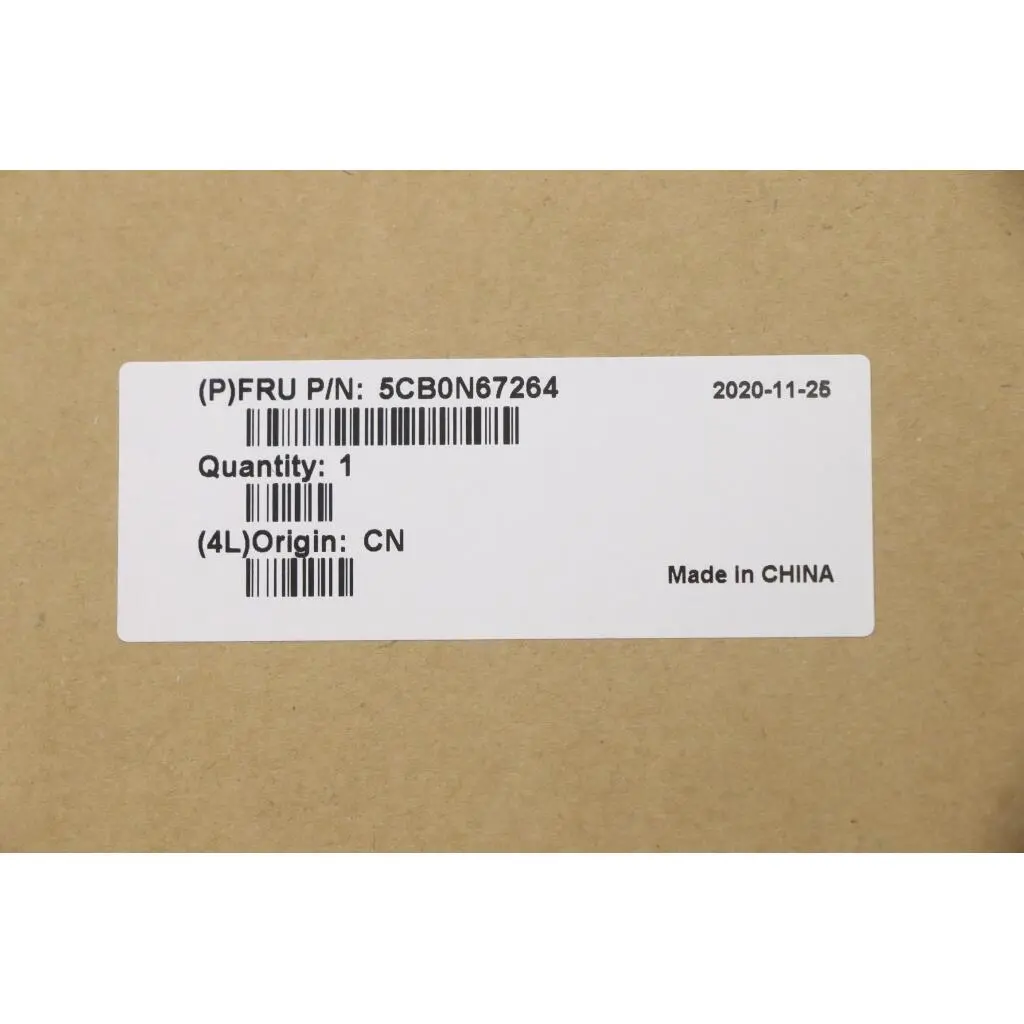 (P)FRU P/N: 5CB0N67264
2020-11-25
Quantity: 1
(4L)Origin: CN
Made in CHINA